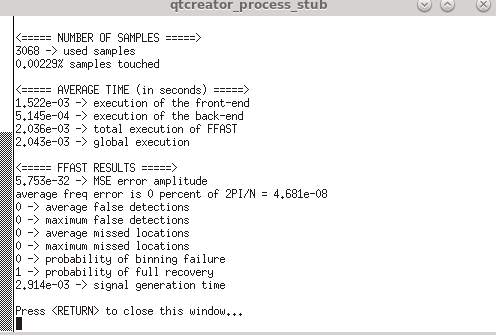 qtcreator_process_stub
<===== NUMBER OF SAMPLES =====>
3068 -> used samples
0.00229% samples touched
<===== AVERAGE TIME (in seconds) =====>
1.522e-03 -> execution of the front-end
5.145e-04 -> execution of the back-end
2.036e-03 -> total execution of FFAST
2.043e-03 -> global execution
<===== FFAST RESULTS =====>
5.753e-32 -> MSE error amplitude
average freq error is 0 percent of 2PI/N = 4.681e-08
0 -> average false detections
0 -> maximum false detections
0 -> average missed locations
0 -> maximum missed locations
0 -> probability of binning failure
1 -> probability of full recovery
2.914e-03 -> signal generation time
Press <RETURN> to close this window...